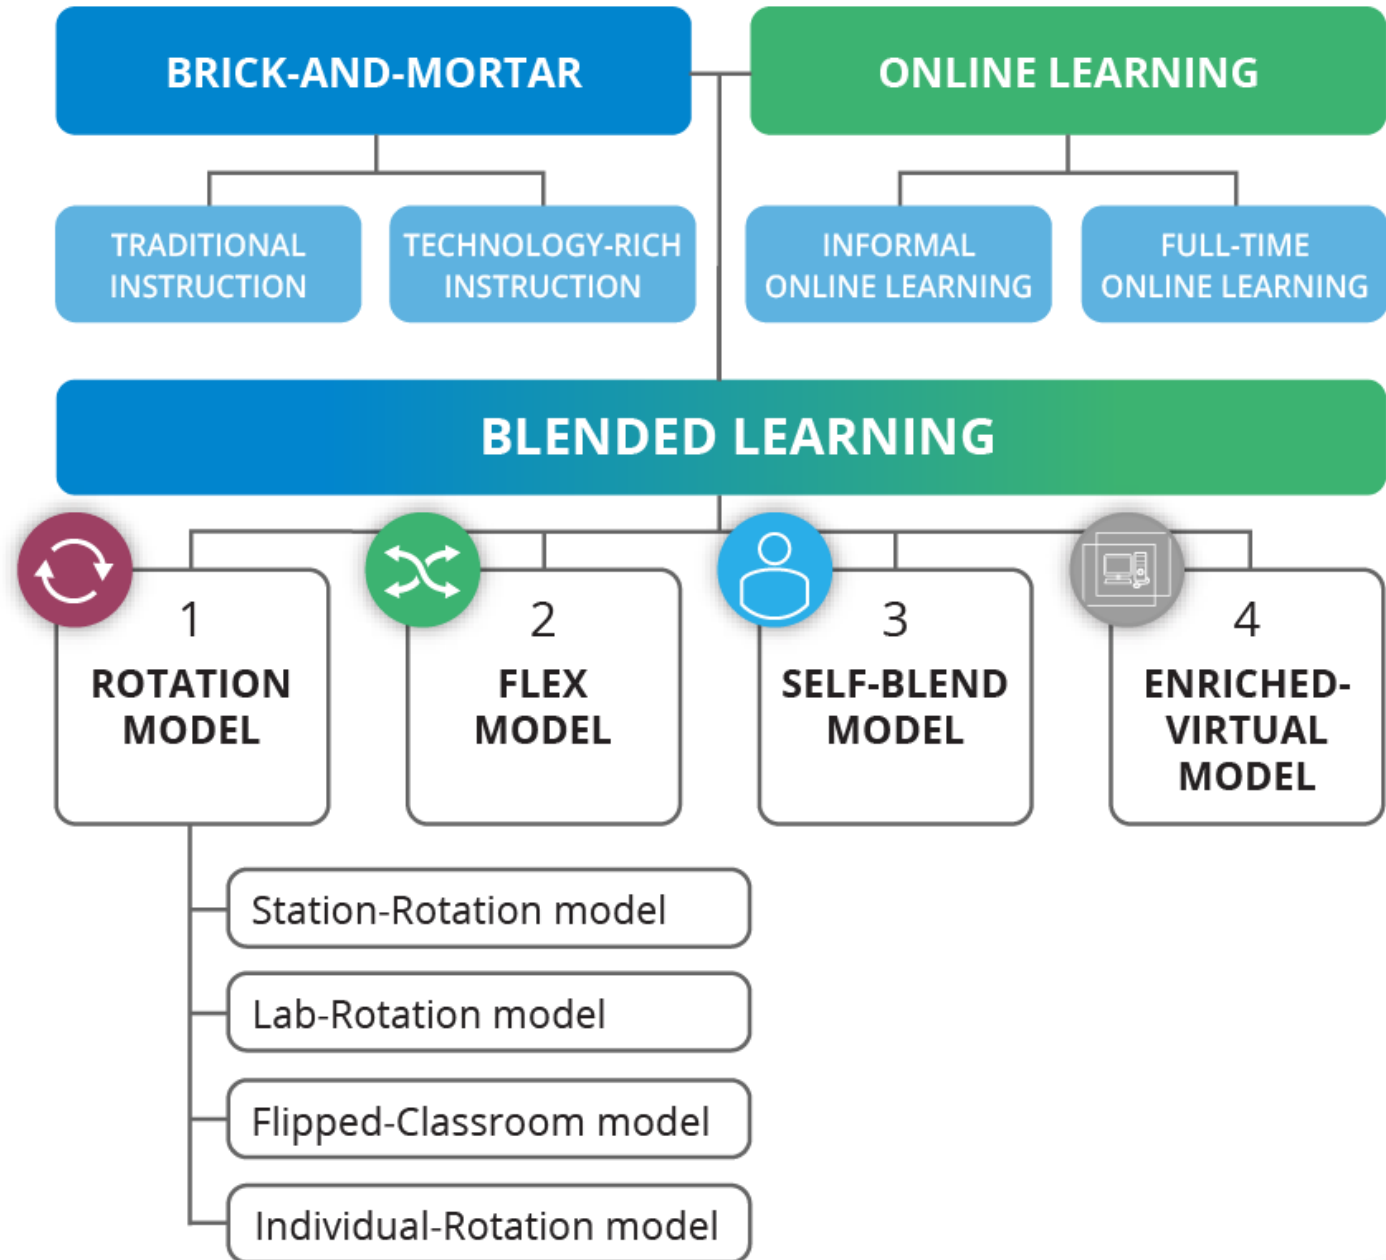 BRICK-AND-MORTAR
ONLINE LEARNING
TRADITIONAL
INSTRUCTION
TECHNOLOGY-RICH
INSTRUCTION
INFORMAL
ONLINE LEARNING
FULL-TIME
ONLINE LEARNING
BLENDED LEARNING
1
ROTATION
MODEL
2
FLEX
MODEL
3
SELF-BLEND
MODEL
4
ENRICHED-
VIRTUAL
MODEL
Station-Rotation model
Lab-Rotation model
Flipped-Classroom model
Individual-Rotation model